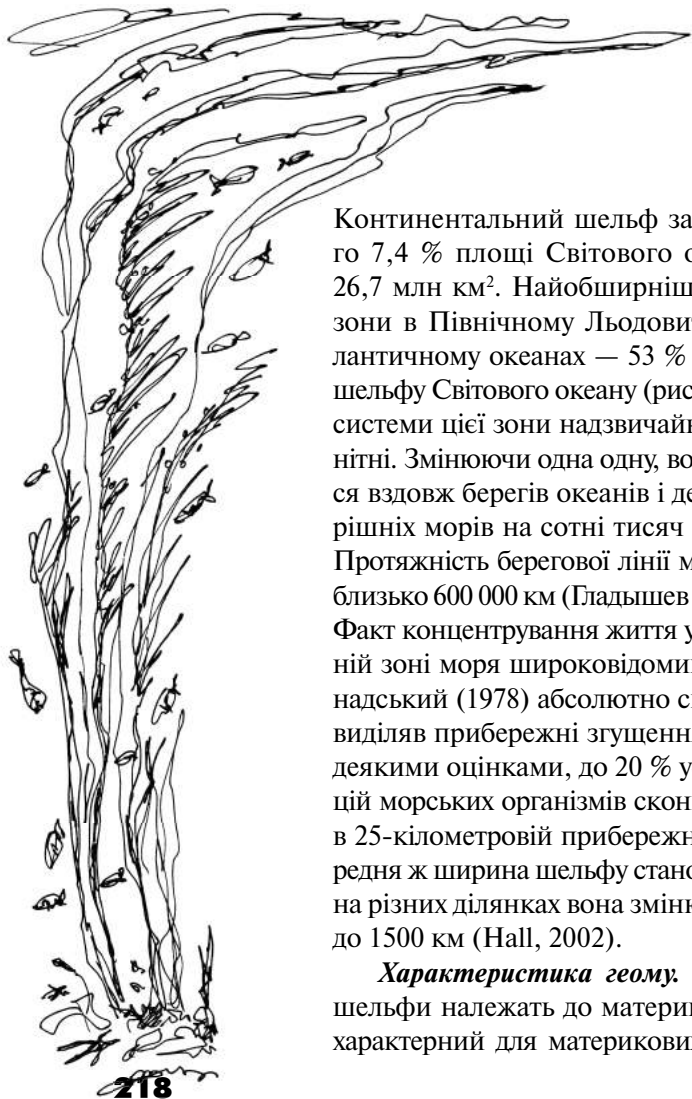 Континентальний шельф за
го 7,4 % площі Світового о
26,7 млн км². Найобширніш
зони в Північному Льодови
лантичному океанах — 53 %
шельфу Світового океану (рис
системи цієї зони надзвичайн
нітні. Змінюючи одна одну, во
ся вздовж берегів океанів і де
рішніх морів на сотні тисяч
Протяжність берегової лінії м
близько 600 000 км (Гладышев
Факт концентрування життя у
ній зоні моря широковідоми
надський (1978) абсолютно с
виділяв прибережні згущення
деякими оцінками, до 20 % у
цій морських організмів скон
в 25-кілометровій прибережн
редня ж ширина шельфу стано
на різних ділянках вона змінн
до 1500 км (Hall, 2002).
Характеристика геому.
шельфи належать до матери
характерний для материкових
218